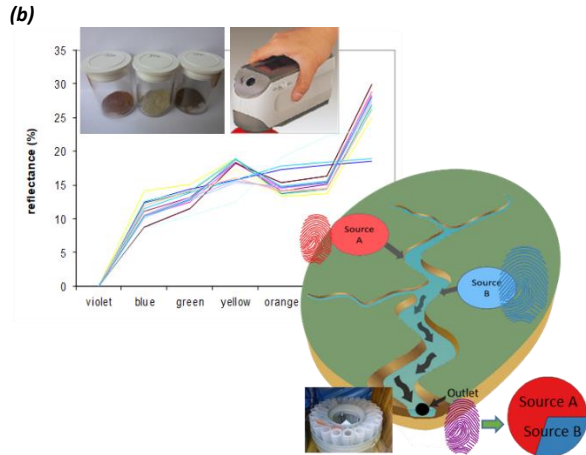 (b)
35
30
25
20
15
10
5
0
reflectance (%)
violet blue green yellow orange
Source
A
Source
B
Outlet
Source A
Source B